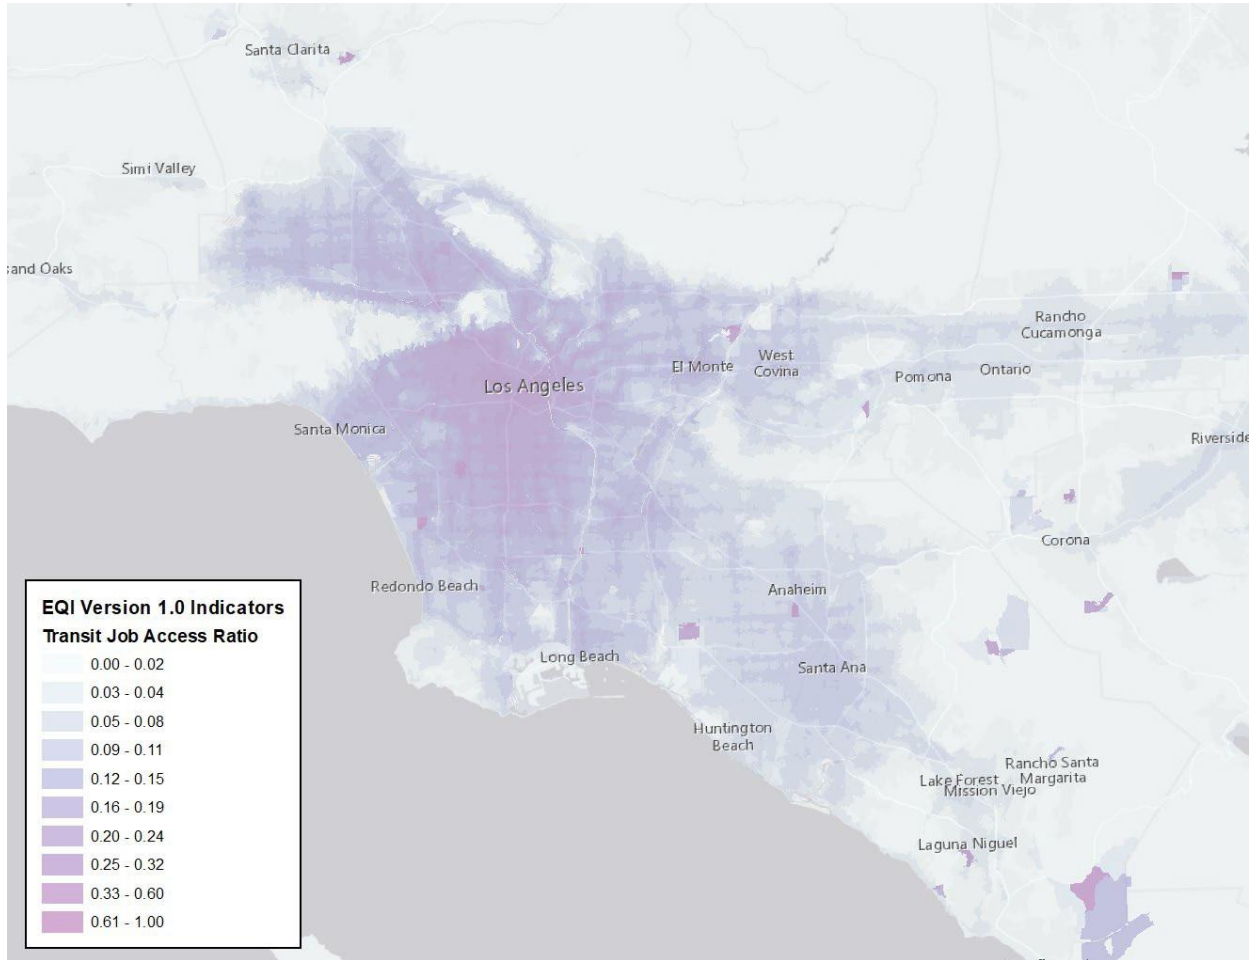 Santa Clarita
Simi Valley
sand Oaks
Rancho
Cucamonga
El Monte
West
Covina
Pomona
Ontario
Los Angeles
Santa Monica
Riverside
Corona
Redondo Beach
Anaheim
Long Beach
Santa Ana
Huntington
Beach
Rancho Santa
Margarita
Lake Forest
Mission Viejo
Laguna Niguel
EQI Version 1.0 Indicators
Transit Job Access Ratio
0.00 - 0.02
0.03 - 0.04
0.05 - 0.08
0.09 - 0.11
0.12 - 0.15
0.16 - 0.19
0.20 - 0.24
0.25 - 0.32
0.33 - 0.60
0.61 - 1.00